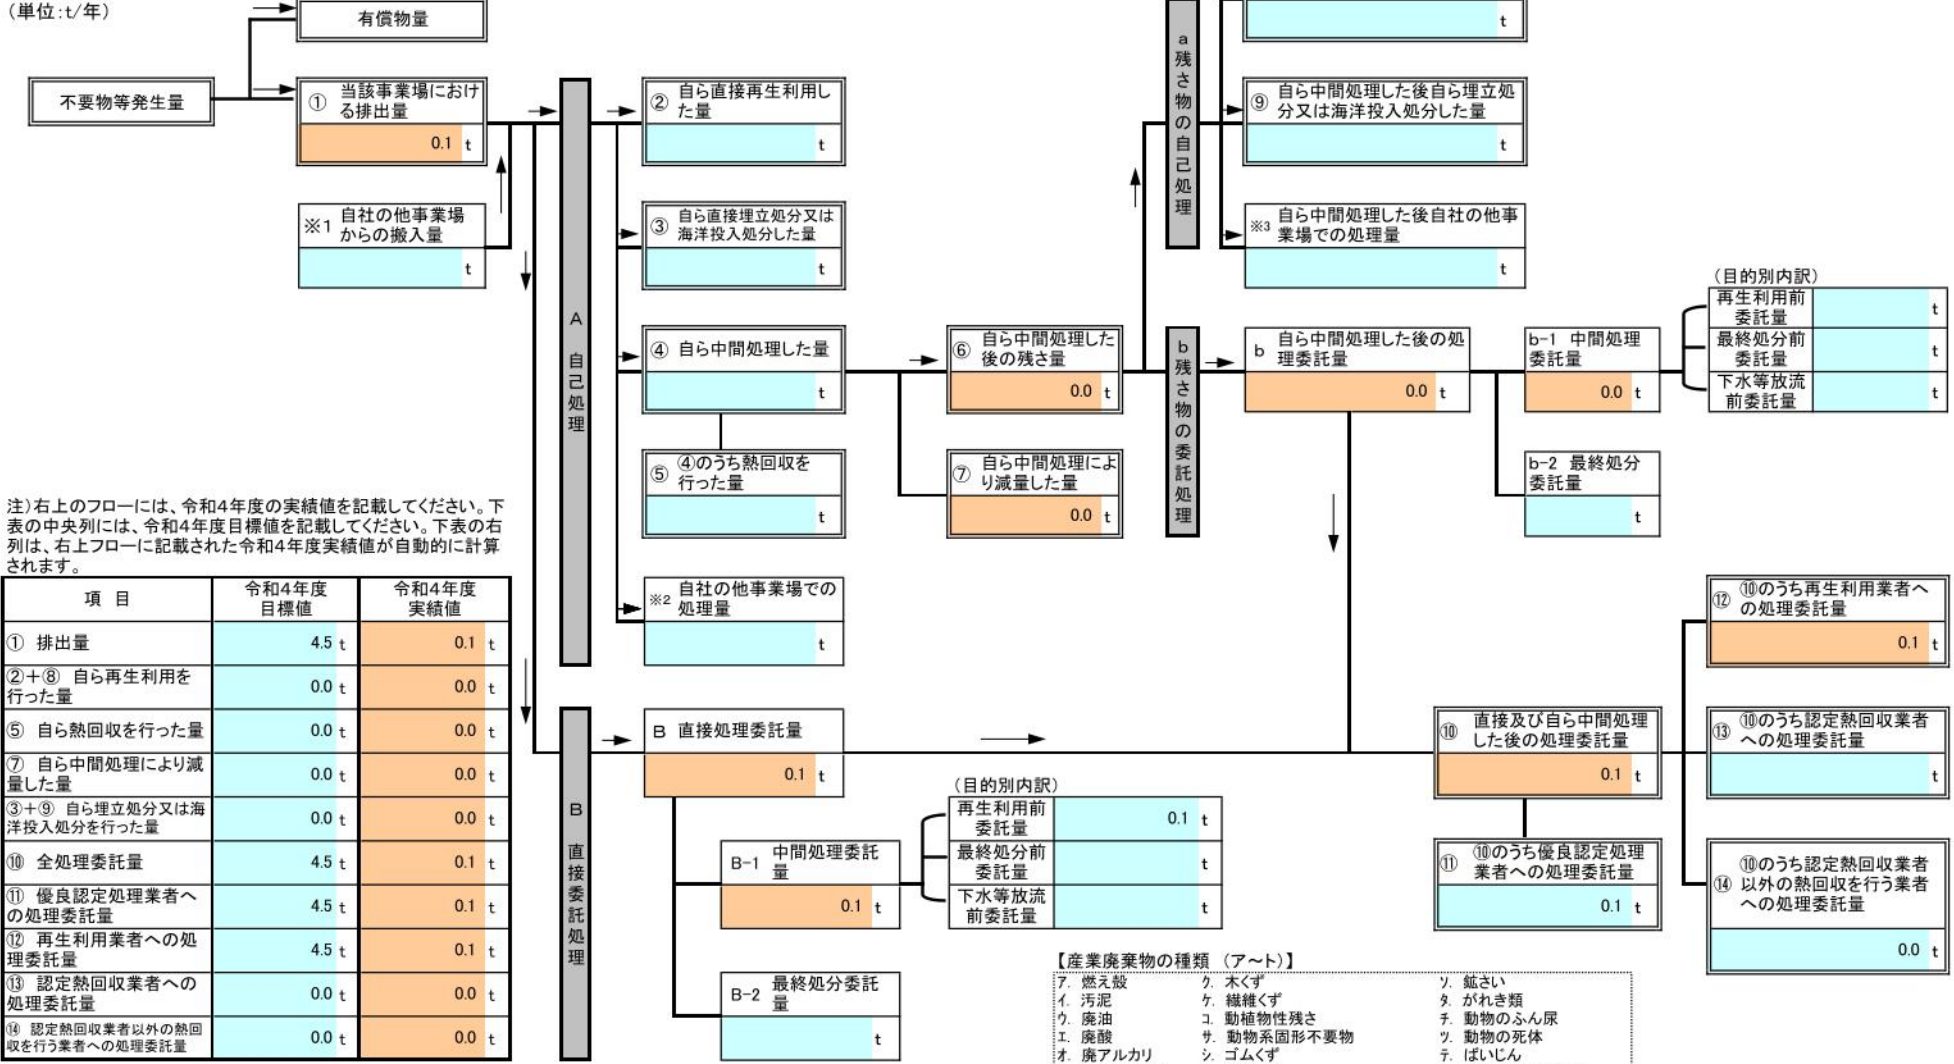 (単位:t/年)
有償物量
不要物等発生量
① 当該事業場におけ
る排出量
0.1 t
※1 自社の他事業場
からの搬入量
t
A 自己処理
② 自ら直接再生利用し
た量
t
③ 自ら直接埋立処分又は
海洋投入処分した量
t
④ 自ら中間処理した量
t
⑤ ④のうち熱回収を
行った量
t
※2 自社の他事業場での
処理量
t
⑥ 自ら中間処理した
後の残さ量
0.0 t
⑦ 自ら中間処理によ
り減量した量
0.0 t
a 残さ物の自己処理
t
⑨ 自ら中間処理した後自ら埋立処
分又は海洋投入処分した量
t
※3 自ら中間処理した後自社の他事
業場での処理量
t
b 残さ物の委託処理
b 自ら中間処理した後の処
理委託量
0.0 t
b-1 中間処理
委託量
0.0 t
b-2 最終処分
委託量
t
(目的別内訳)
再生利用前
委託量
t
最終処分前
委託量
t
下水等放流
前委託量
t
注)右上のフローには、令和4年度の実績値を記載してください。下
表の中央列には、令和4年度目標値を記載してください。下表の右
列は、右上フローに記載された令和4年度実績値が自動的に計算
されます。
項 目 令和4年度 目標値 令和4年度 実績値
① 排出量 4.5 t 0.1 t
②+⑧ 自ら再生利用を
行った量 0.0 t 0.0 t
⑤ 自ら熱回収を行った量 0.0 t 0.0 t
⑦ 自ら中間処理により減
量した量 0.0 t 0.0 t
③+⑨ 自ら埋立処分又は海
洋投入処分を行った量 0.0 t 0.0 t
⑩ 全処理委託量 4.5 t 0.1 t
⑪ 優良認定処理業者へ
の処理委託量 4.5 t 0.1 t
⑫ 再生利用業者への処
理委託量 4.5 t 0.1 t
⑬ 認定熱回収業者への
処理委託量 0.0 t 0.0 t
⑭ 認定熱回収業者以外の熱回
収を行う業者への処理委託量 0.0 t 0.0 t
B 直接委託処理
B 直接処理委託量
0.1 t
B-1 中間処理委託
量
0.1 t
B-2 最終処分委託
量
t
(目的別内訳)
再生利用前
委託量
0.1 t
最終処分前
委託量
t
下水等放流
前委託量
t
⑩ 直接及び自ら中間処理
した後の処理委託量
0.1 t
⑪ ⑩のうち優良認定処理
業者への処理委託量
0.1 t
⑫ ⑩のうち再生利用業者へ
の処理委託量
0.1 t
⑬ ⑩のうち認定熱回収業者
への処理委託量
t
⑭ ⑩のうち認定熱回収業者
以外の熱回収を行う業者
への処理委託量
0.0 t
【産業廃棄物の種類 (ア~ト)】
ア. 燃え殻 ク. 木くず ソ. 鉱さい
イ. 汚泥 ケ. 繊維くず タ. がれき類
ウ. 廃油 コ. 動植物性残さ チ. 動物のふん尿
エ. 廃酸 サ. 動物系固形不要物 ツ. 動物の死体
オ. 廃アルカリ シ. ゴムくず テ. ばいじん